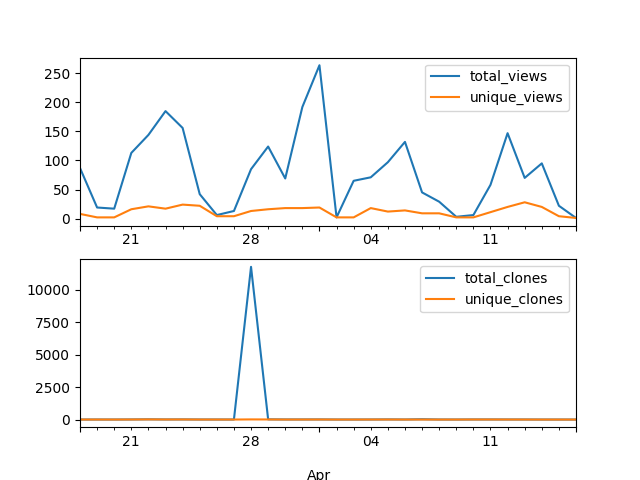 250
200
150
100
50
0
total_views
unique_views
21 28 04 11
10000
7500
5000
2500
0
total_clones
unique_clones
21 28 04 11
Apr